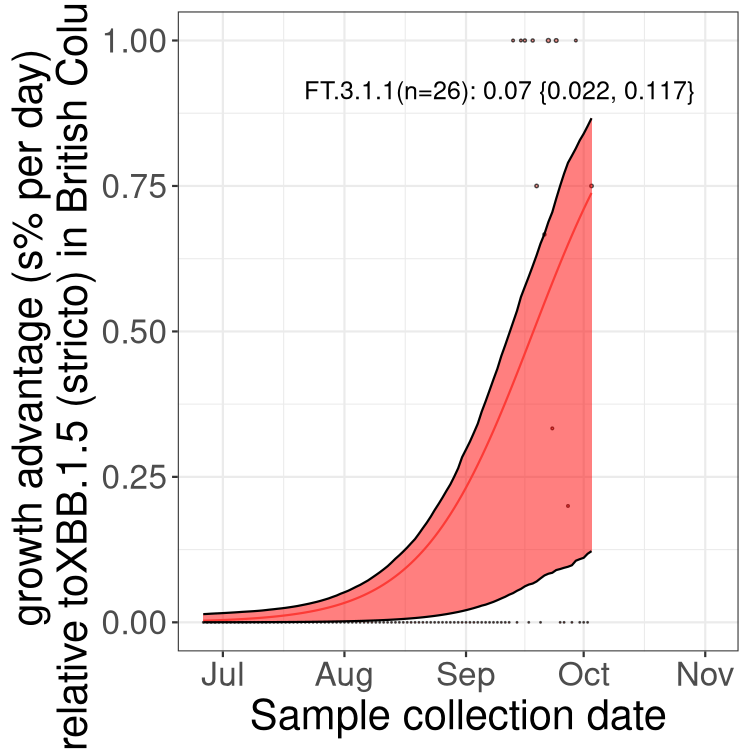 growth advantage (s% per day)
relative toXBB.1.5 (stricto) in British Colu
1.00
0.75
0.50
0.25
0.00
FT.3.1.1(n=26): 0.07 {0.022, 0.117}
Jul Aug Sep Oct Nov
Sample collection date